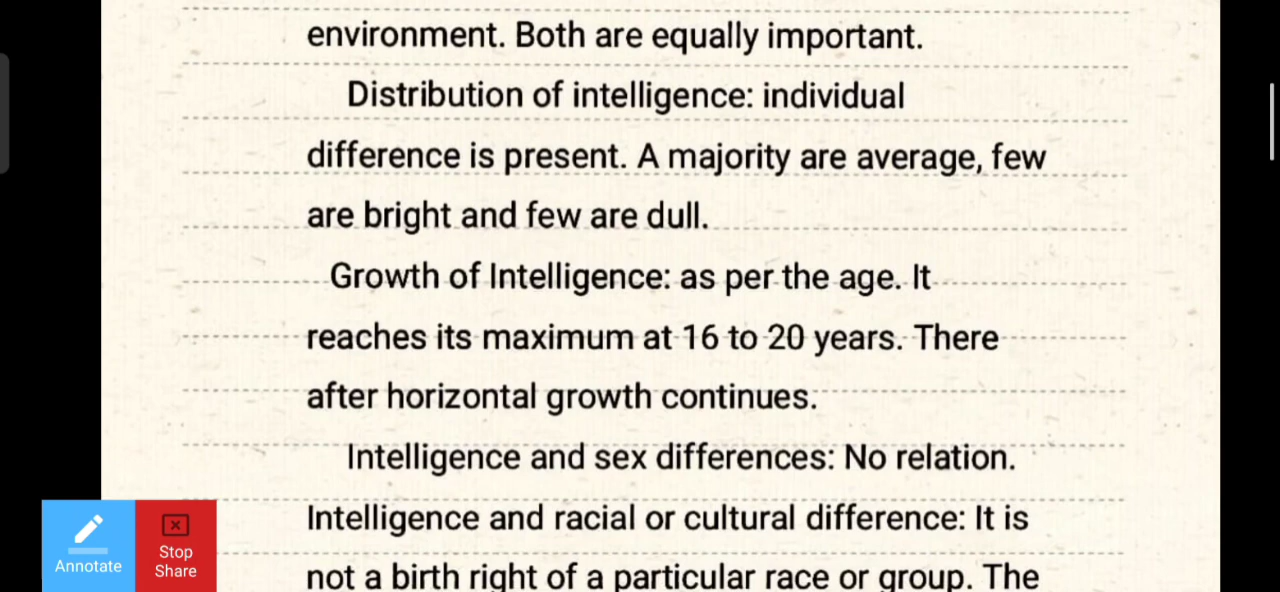 environment. Both are equally important.
Distribution of intelligence: individual
difference is present. A majority are average, few
are bright and few are dull.
Growth of Intelligence: as per the age. It
reaches its maximum at 16 to 20 years. There
after horizontal growth continues.
Intelligence and sex differences: No relation.
Intelligence and racial or cultural difference: It is
not a birth right of a particular race or group. The
Annotate
Stop
Share